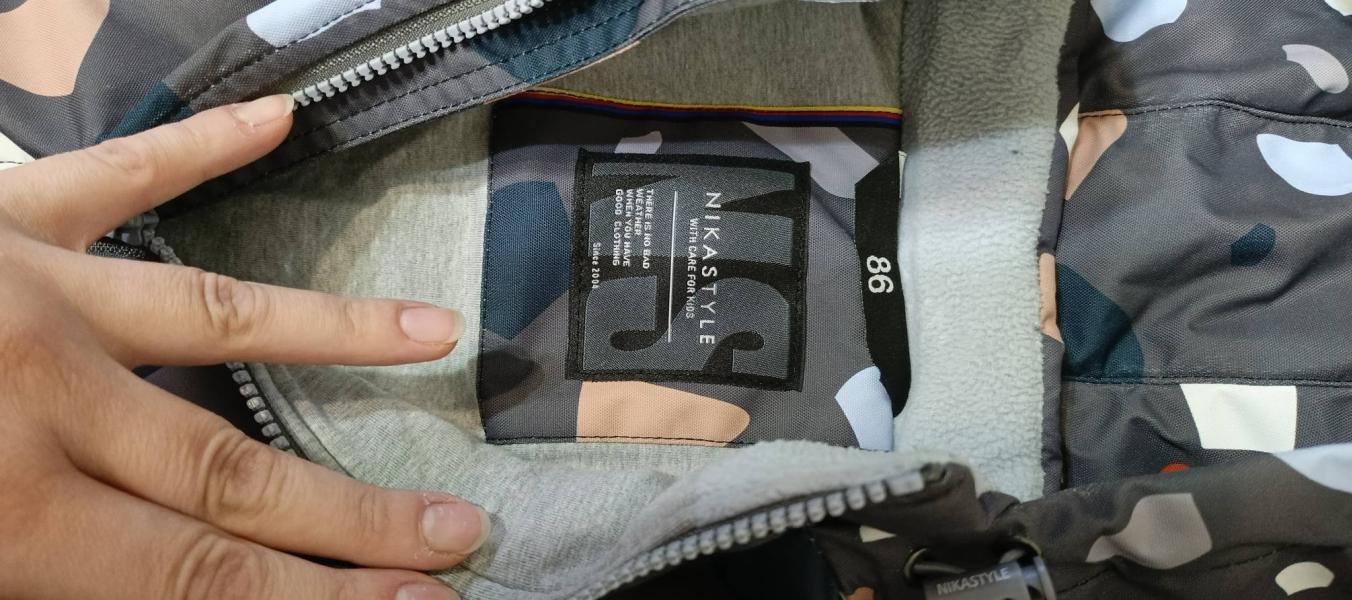 NIKASTYLE
WITH CARE FOR KIDS
THERE IS NO BAD
WEATHER
WHEN YOU HAVE
GOOD CLOTHING
Since 2004
NS
86
NIKASTYLE